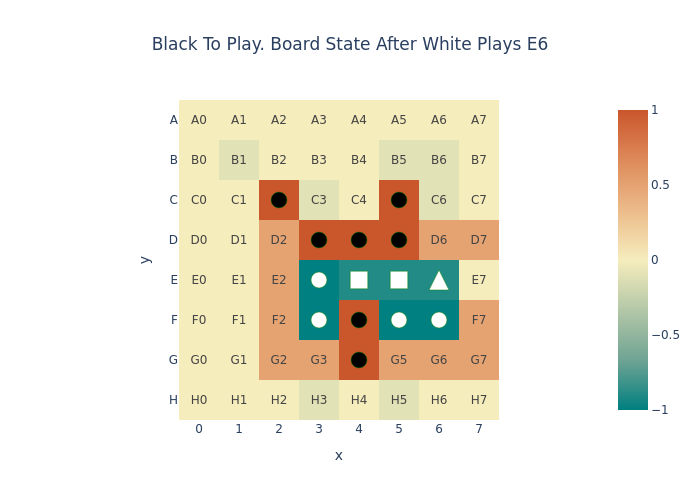 Black To Play. Board State After White Plays E6
A A0 A1 A2 A3 A4 A5 A6 A7
B B0 B1 B2 B3 B4 B5 B6 B7
C C0 C1 C3 C4 C6 C7
D D0 D1 D2 D6 D7
E E0 E1 E2 E7
F F0 F1 F2 F7
G G0 G1 G2 G3 G5 G6 G7
H H0 H1 H2 H3 H4 H5 H6 H7
0 1 2 3 4 5 6 7
x
y
1
0.5
0
−0.5
−1